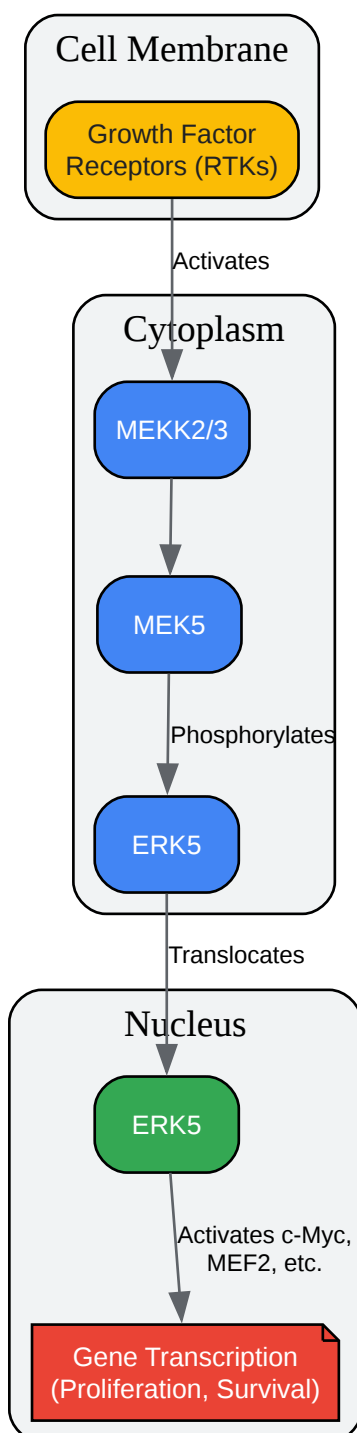 Cell Membrane
Growth Factor
Receptors (RTKs)
Activates
Cytoplasm
MEKK2/3
MEK5
Phosphorylates
ERK5
Translocates
Nucleus
ERK5
Activates c-Myc,
MEF2, etc.
Gene Transcription
(Proliferation, Survival)